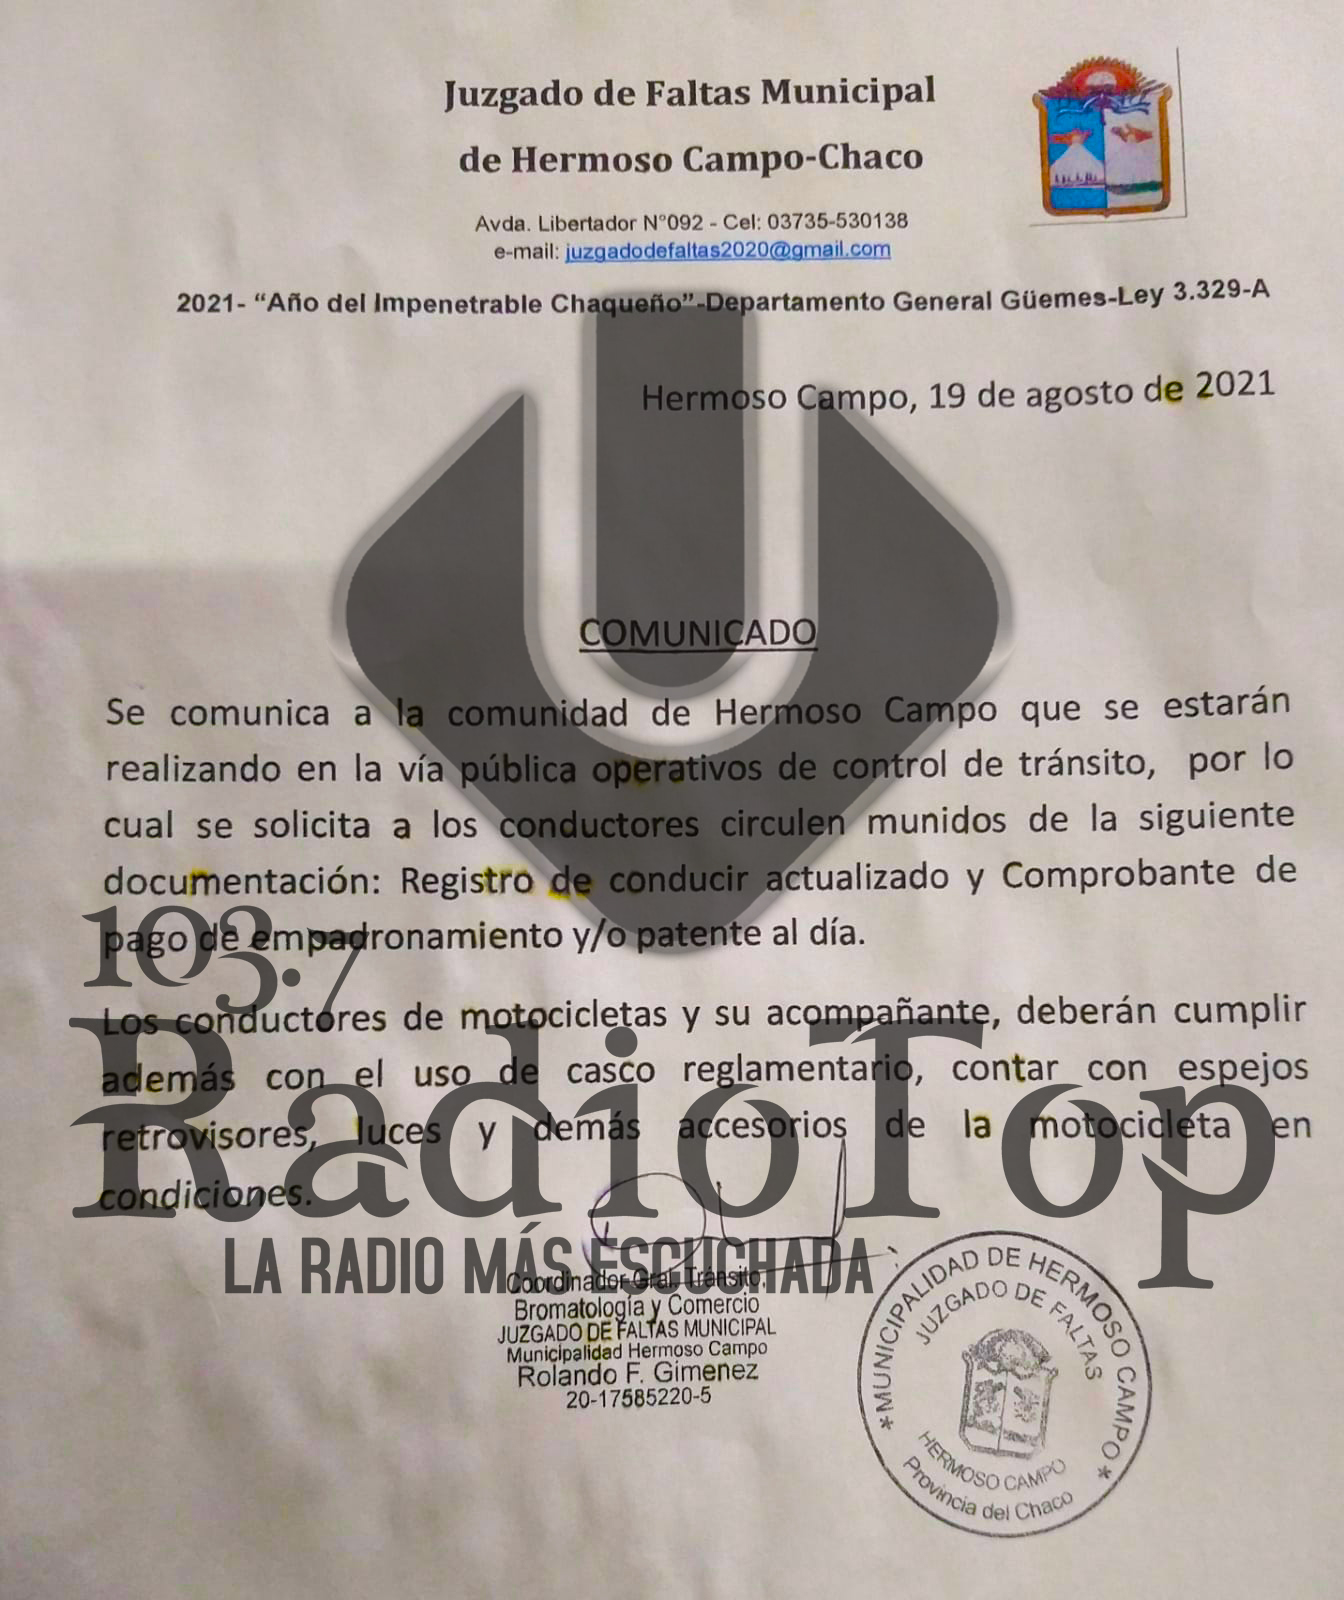 Juzgado de Faltas Municipal
de Hermoso Campo-Chaco
Avda. Libertador N°092 - Cel: 03735-530138
e-mail: juzgadodefaltas2020@gmail.com
2021- “Año del Impenetrable Chaqueño”-Departamento General Güemes-Ley 3.329-A
Hermoso Campo, 19 de agosto de 2021
COMUNICADO
Se comunica a la comunidad de Hermoso Campo que se estarán
realizando en la vía pública operativos de control de tránsito, por lo
cual se solicita a los conductores circulen munidos de la siguiente
documentación: Registro de conducir actualizado y Comprobante de
pago de empadronamiento y/o patente al día.
Los conductores de motocicletas y su acompañante, deberán cumplir
además con el uso de casco reglamentario, contar con espejos
retrovisores, luces y demás accesorios de la motocicleta en
condiciones.
103.7
RadioTop
LA RADIO MÁS ESCUCHADA
Coordinador Gral. Tránsito,
Bromatología y Comercio
JUZGADO DE FALTAS MUNICIPAL
Municipalidad Hermoso Campo
Rolando F. Gimenez
20-17585220-5
*MUNICIPALIDAD DE HERMOSO CAMPO*
JUZGADO DE FALTAS
HERMOSO CAMPO
Provincia del Chaco